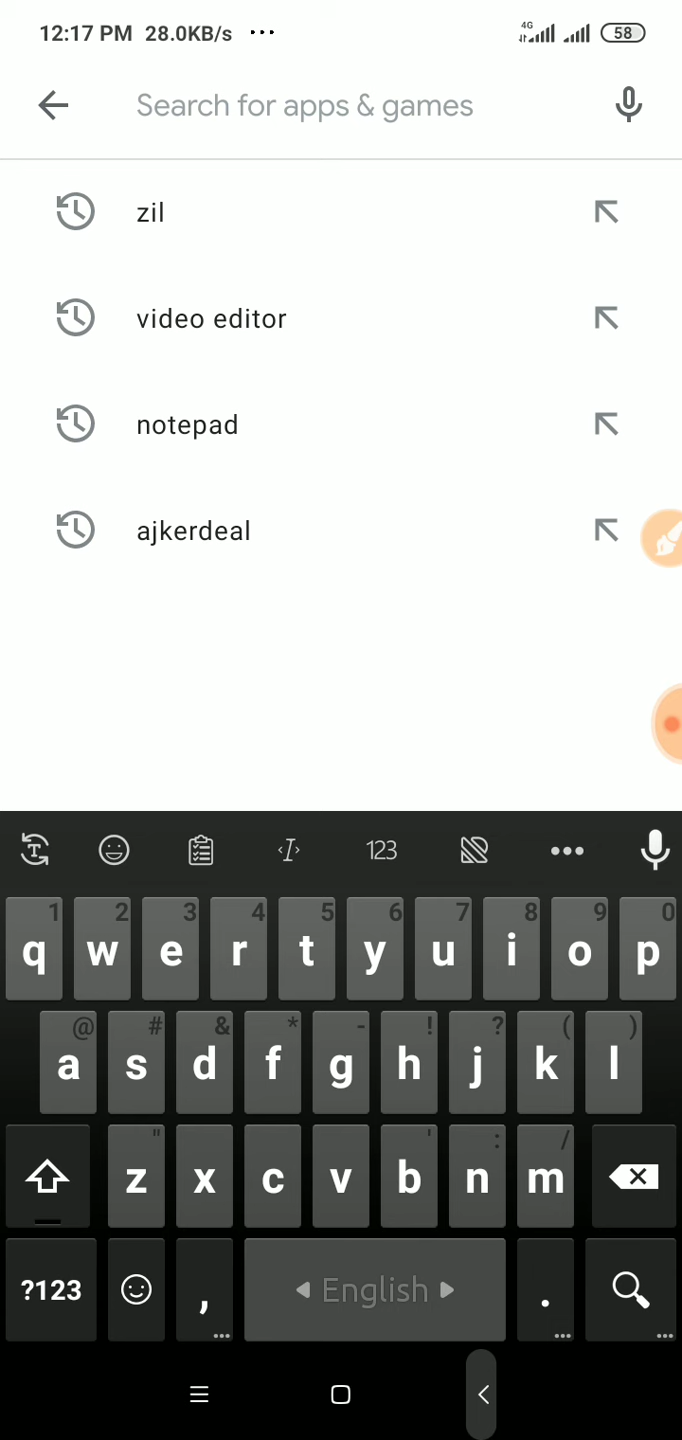 12:17 PM 28.0KB/s ... 4G 58
Search for apps & games
zil
video editor
notepad
ajkerdeal
123
1 2 3 4 5 6 7 8 9 0
q w e r t y u i o p
@ # & * - ! ? ( )
a s d f g h j k l
" ' : /
z x c v b n m
?123 , English .